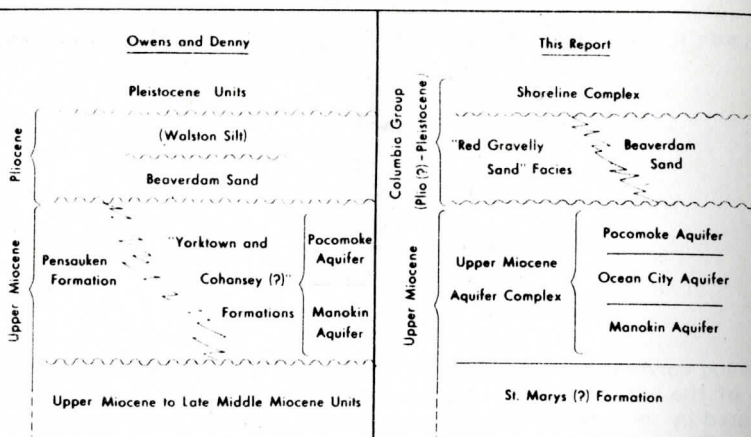 Owens and Denny
Pleistocene Units
Pliocene
(Walston Silt)
Beaverdam Sand
Upper Miocene
Pensauken
Formation
"Yorktown and
Cohansey (?)"
Formations
Pocomoke
Aquifer
Manokin
Aquifer
Upper Miocene to Late Middle Miocene Units
This Report
Columbia Group
(Plio (?) - Pleistocene)
Shoreline Complex
"Red Gravelly
Sand" Facies
Beaverdam
Sand
Upper Miocene
Upper Miocene
Aquifer Complex
Pocomoke Aquifer
Ocean City Aquifer
Manokin Aquifer
St. Marys (?) Formation